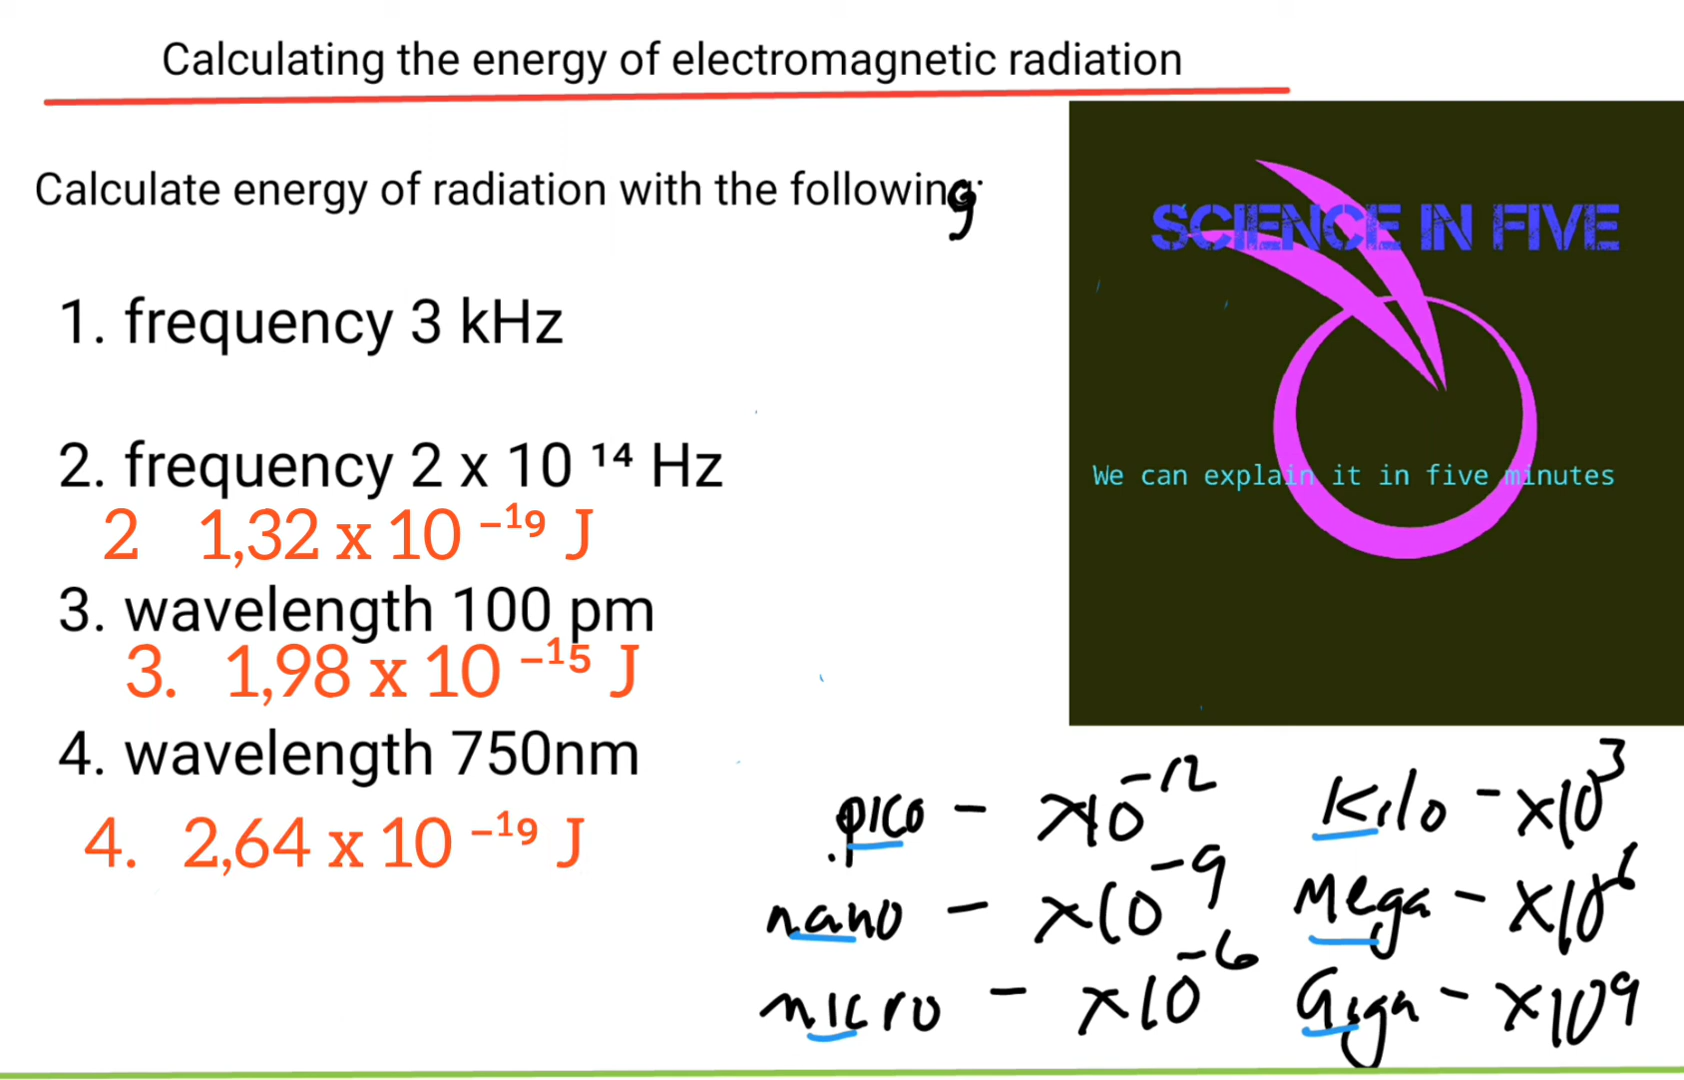 Calculating the energy of electromagnetic radiation
Calculate energy of radiation with the following:
1. frequency 3 kHz
2. frequency 2 x 10 ¹⁴ Hz
2 1,32 x 10 ⁻¹⁹ J
3. wavelength 100 pm
3. 1,98 x 10 ⁻¹⁵ J
4. wavelength 750nm
4. 2,64 x 10 ⁻¹⁹ J
SCIENCE IN FIVE
We can explain it in five minutes
pico - x10⁻¹²
nano - x10⁻⁹
micro - x10⁻⁶
Kilo - x10³
Mega - x10⁶
Giga - x10⁹